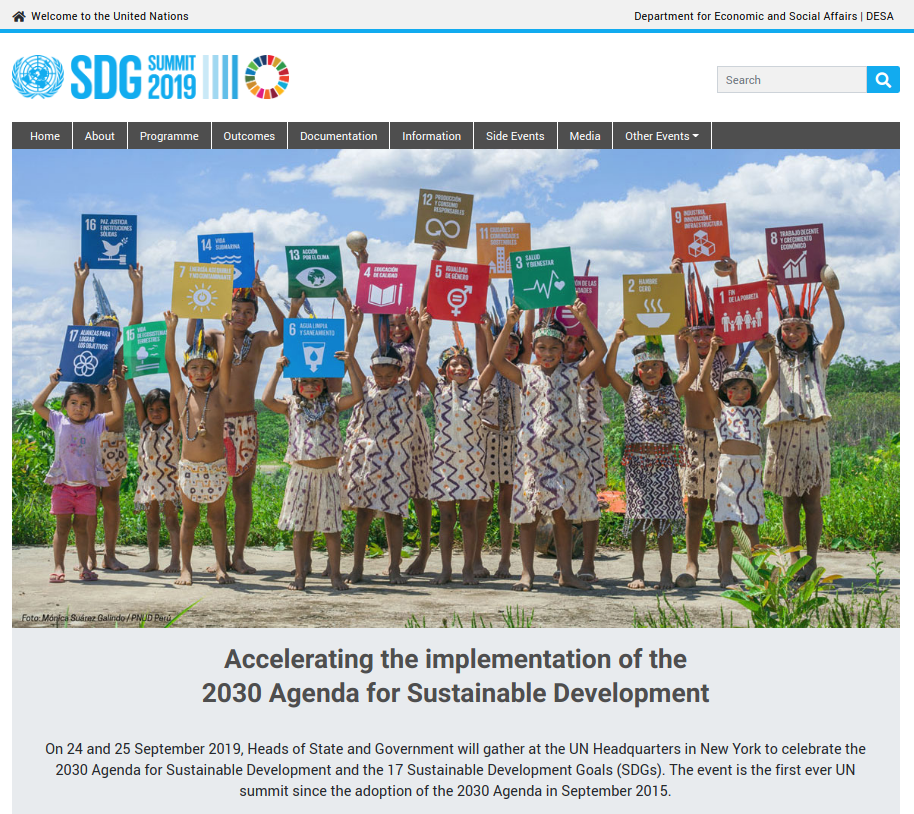 Welcome to the United Nations
Department for Economic and Social Affairs | DESA
SDG SUMMIT 2019
Search
Home About Programme Outcomes Documentation Information Side Events Media Other Events
12 PRODUCCIÓN Y CONSUMO RESPONSABLES
9 INDUSTRIA, INNOVACIÓN E INFRAESTRUCTURA
16 PAZ, JUSTICIA E INSTITUCIONES SÓLIDAS
11 CIUDADES Y COMUNIDADES SOSTENIBLES
8 TRABAJO DECENTE Y CRECIMIENTO ECONÓMICO
14 VIDA SUBMARINA
13 ACCIÓN POR EL CLIMA
3 SALUD Y BIENESTAR
7 ENERGÍA ASEQUIBLE Y NO CONTAMINANTE
4 EDUCACIÓN DE CALIDAD
5 IGUALDAD DE GÉNERO
2 HAMBRE CERO
1 FIN DE LA POBREZA
6 AGUA LIMPIA Y SANEAMIENTO
17 ALIANZAS PARA LOGRAR LOS OBJETIVOS
15 VIDA DE ECOSISTEMAS TERRESTRES
Foto: Mónica Suárez Galindo / PNUD Perú
Accelerating the implementation of the
2030 Agenda for Sustainable Development
On 24 and 25 September 2019, Heads of State and Government will gather at the UN Headquarters in New York to celebrate the
2030 Agenda for Sustainable Development and the 17 Sustainable Development Goals (SDGs). The event is the first ever UN
summit since the adoption of the 2030 Agenda in September 2015.